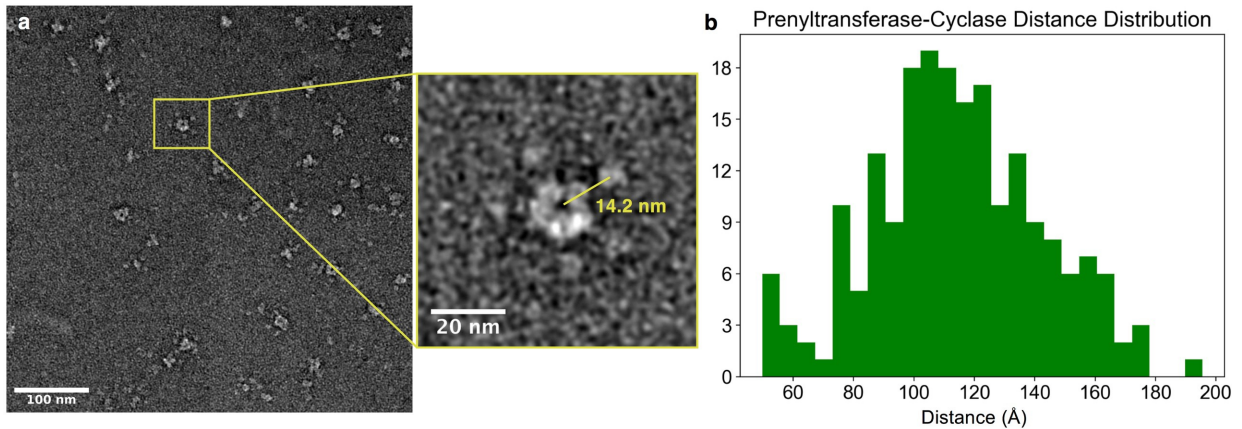 a
100 nm
14.2 nm
20 nm
b
Prenyltransferase-Cyclase Distance Distribution
18
15
12
9
6
3
0
60 80 100 120 140 160 180 200
Distance (Å)